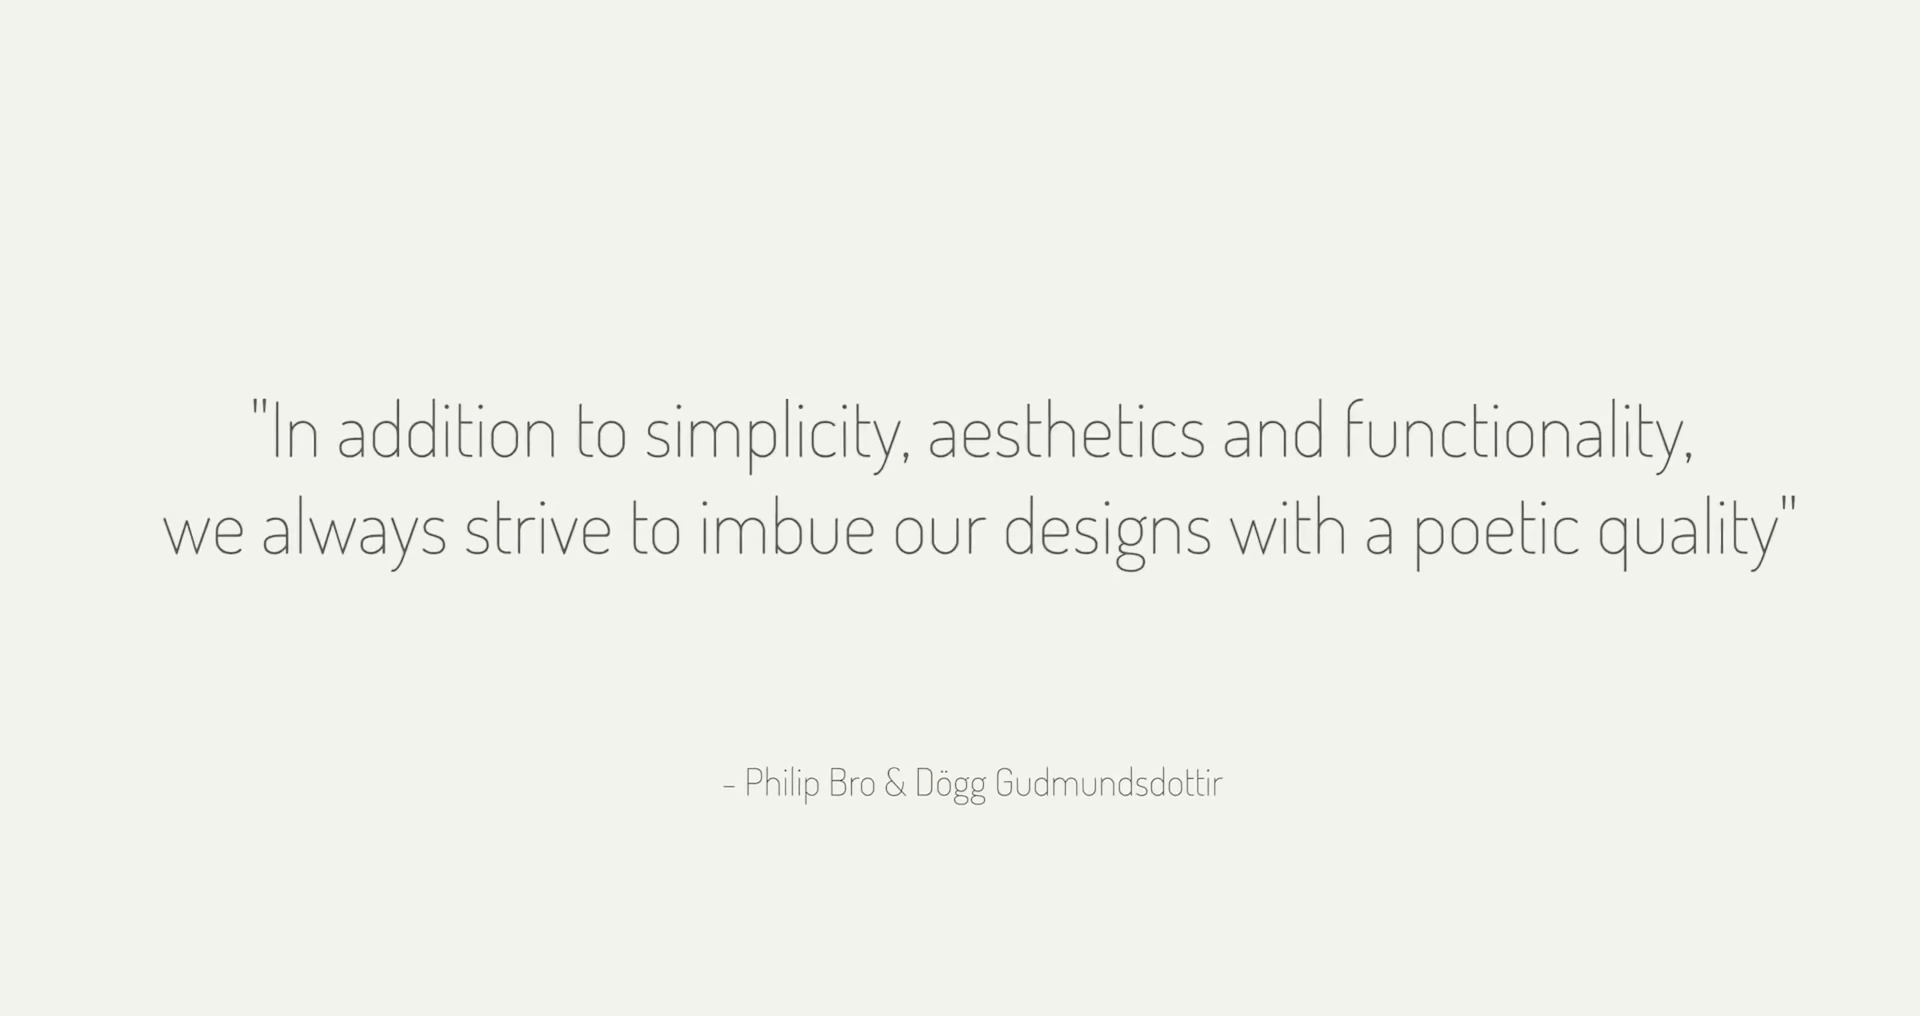 "In addition to simplicity, aesthetics and functionality,
we always strive to imbue our designs with a poetic quality"
- Philip Bro & Dögg Gudmundsdottir